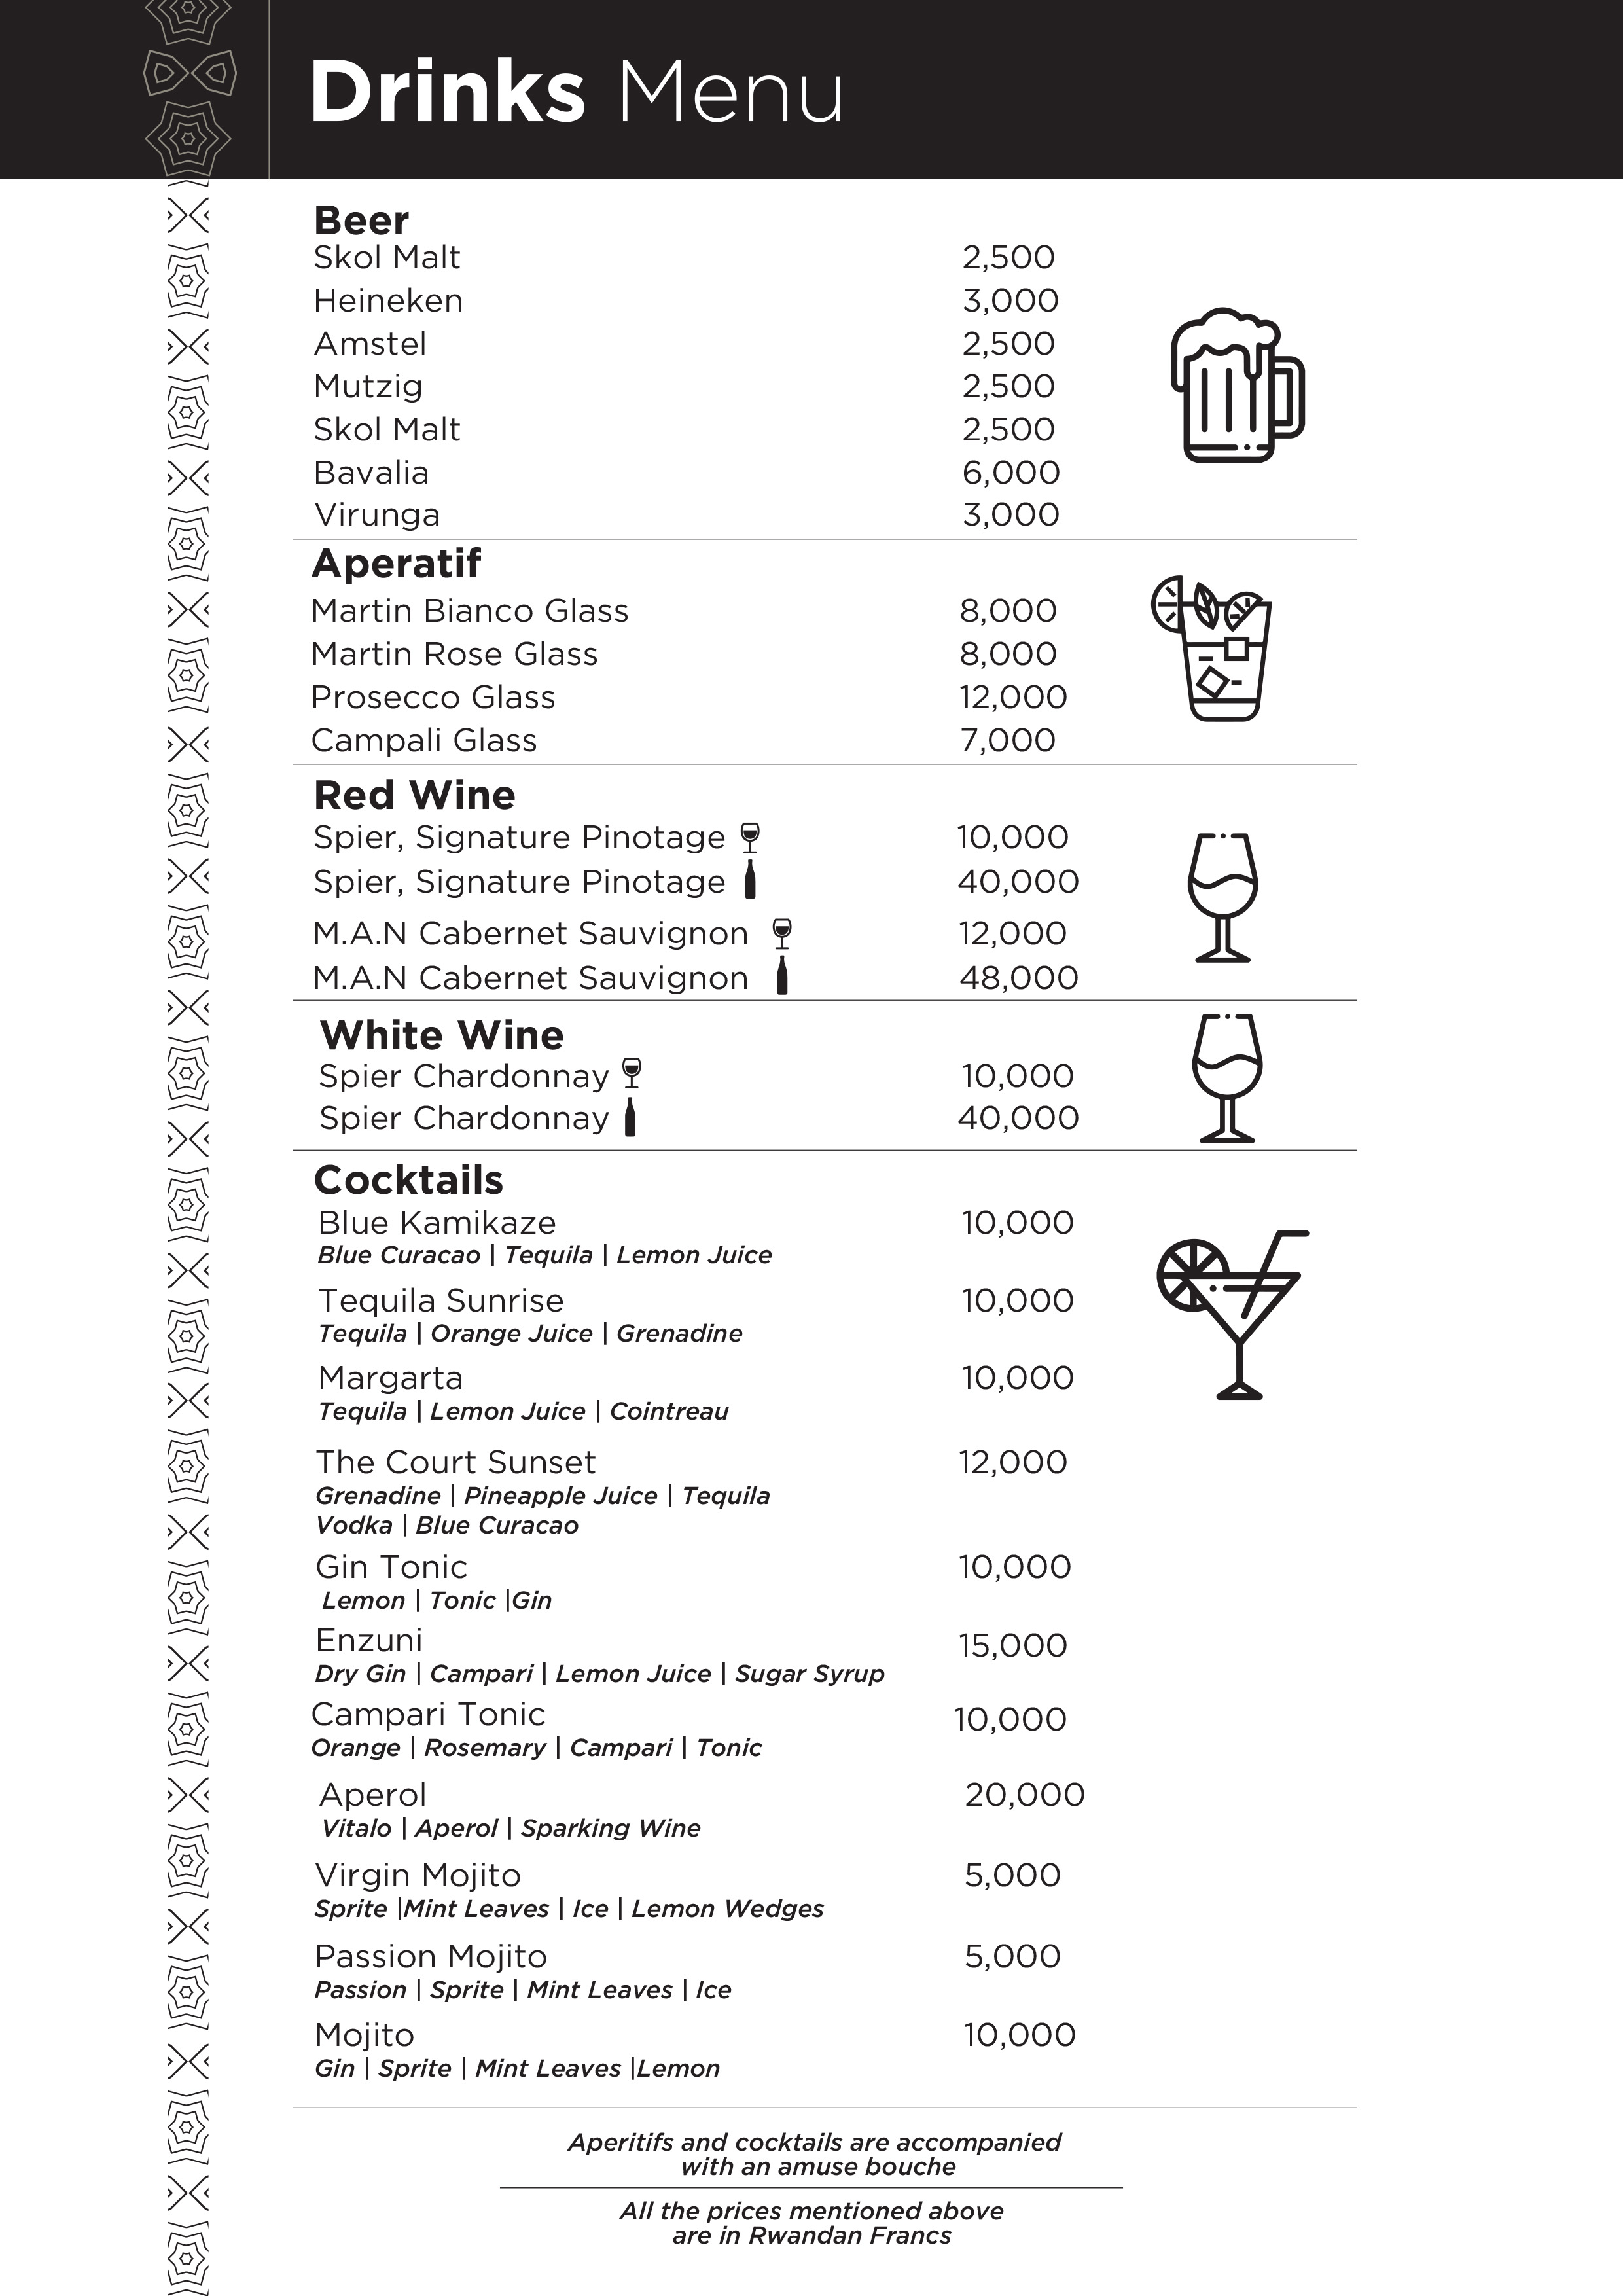 Drinks Menu
Beer
Skol Malt 2,500
Heineken 3,000
Amstel 2,500
Mutzig 2,500
Skol Malt 2,500
Bavalia 6,000
Virunga 3,000
Aperatif
Martin Bianco Glass 8,000
Martin Rose Glass 8,000
Prosecco Glass 12,000
Campali Glass 7,000
Red Wine
Spier, Signature Pinotage 10,000
Spier, Signature Pinotage 40,000
M.A.N Cabernet Sauvignon 12,000
M.A.N Cabernet Sauvignon 48,000
White Wine
Spier Chardonnay 10,000
Spier Chardonnay 40,000
Cocktails
Blue Kamikaze 10,000
Blue Curacao | Tequila | Lemon Juice
Tequila Sunrise 10,000
Tequila | Orange Juice | Grenadine
Margarta 10,000
Tequila | Lemon Juice | Cointreau
The Court Sunset 12,000
Grenadine | Pineapple Juice | Tequila
Vodka | Blue Curacao
Gin Tonic 10,000
Lemon | Tonic |Gin
Enzuni 15,000
Dry Gin | Campari | Lemon Juice | Sugar Syrup
Campari Tonic 10,000
Orange | Rosemary | Campari | Tonic
Aperol 20,000
Vitalo | Aperol | Sparking Wine
Virgin Mojito 5,000
Sprite |Mint Leaves | Ice | Lemon Wedges
Passion Mojito 5,000
Passion | Sprite | Mint Leaves | Ice
Mojito 10,000
Gin | Sprite | Mint Leaves |Lemon
Aperitifs and cocktails are accompanied
with an amuse bouche
All the prices mentioned above
are in Rwandan Francs